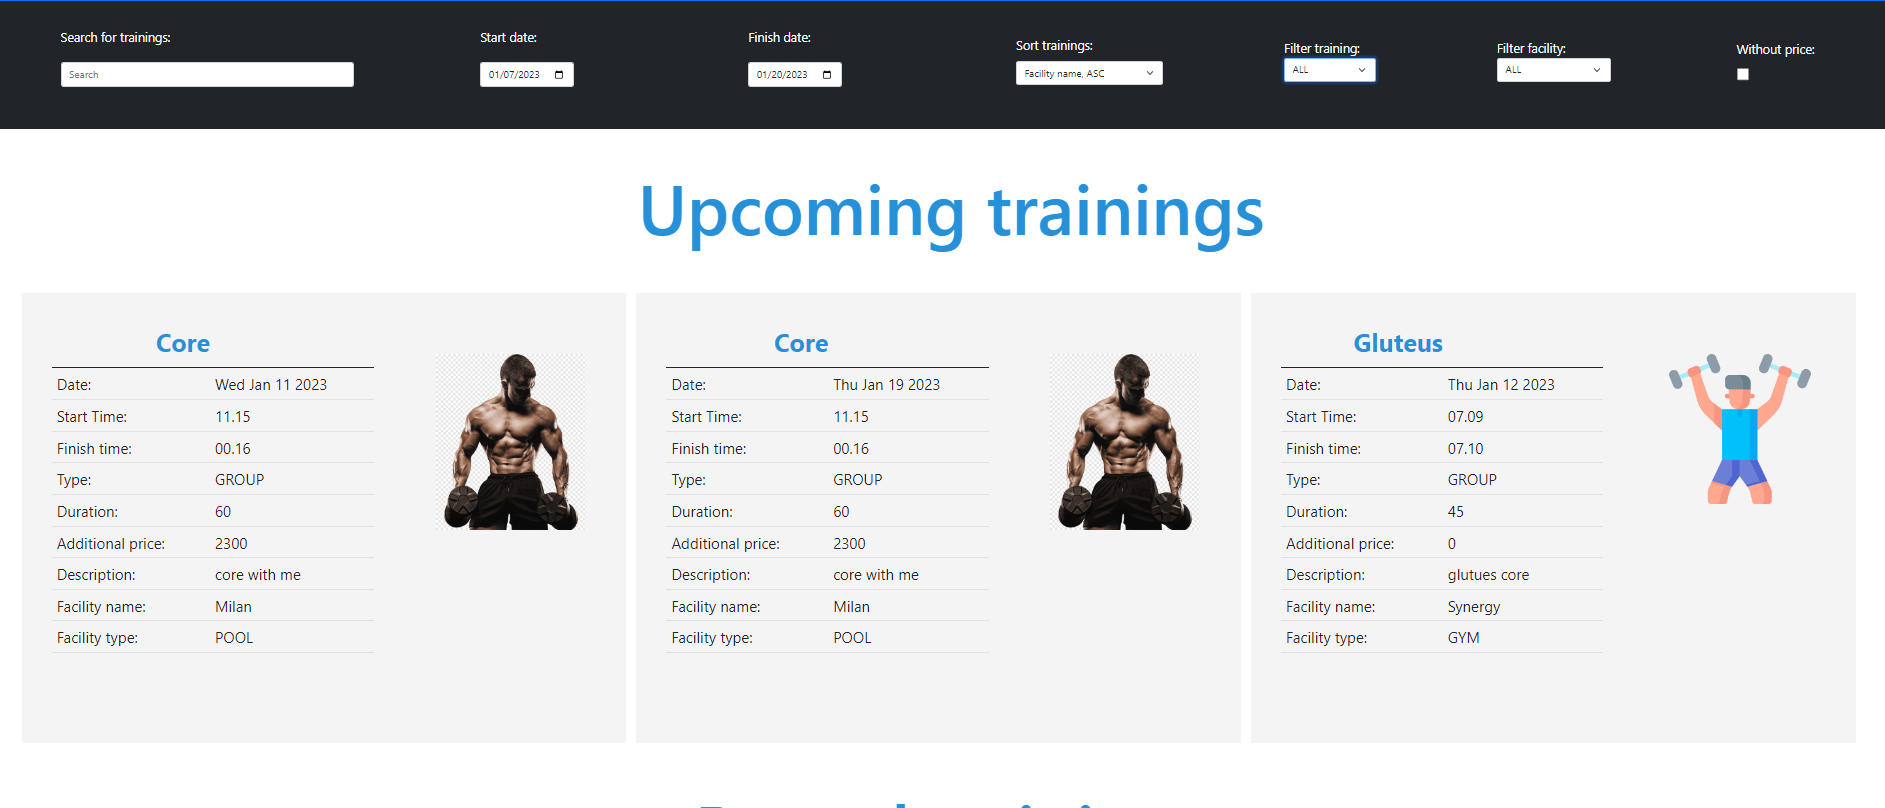 Search for trainings:
Search
Start date:
01/07/2023
Finish date:
01/20/2023
Sort trainings:
Facility name, ASC
Filter training:
ALL
Filter facility:
ALL
Without price:
Upcoming trainings
Core
Date: Wed Jan 11 2023
Start Time: 11.15
Finish time: 00.16
Type: GROUP
Duration: 60
Additional price: 2300
Description: core with me
Facility name: Milan
Facility type: POOL
Core
Date: Thu Jan 19 2023
Start Time: 11.15
Finish time: 00.16
Type: GROUP
Duration: 60
Additional price: 2300
Description: core with me
Facility name: Milan
Facility type: POOL
Gluteus
Date: Thu Jan 12 2023
Start Time: 07.09
Finish time: 07.10
Type: GROUP
Duration: 45
Additional price: 0
Description: glutues core
Facility name: Synergy
Facility type: GYM